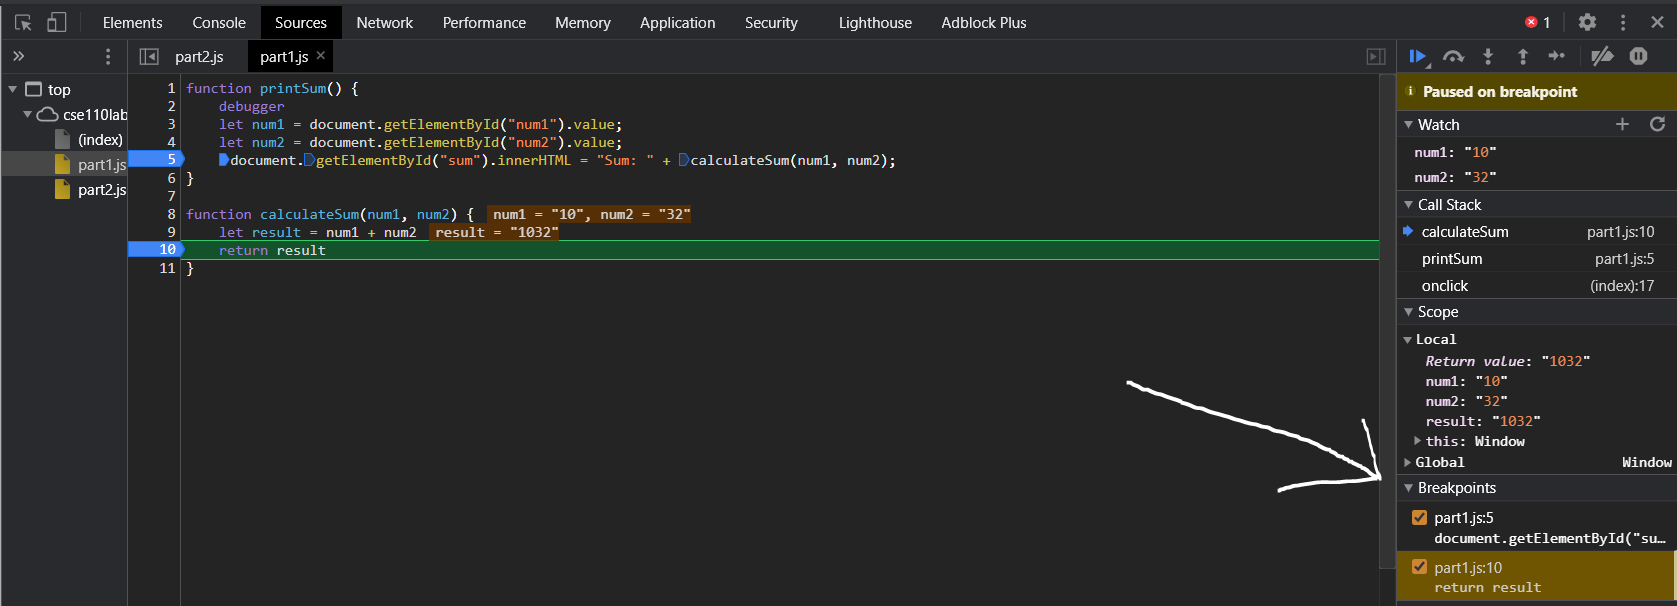 Elements Console Sources Network Performance Memory Application Security Lighthouse Adblock Plus 1
part2.js part1.js ×
top
cse110lab
(index)
part1.js
part2.js
1 function printSum() {
2 debugger
3 let num1 = document.getElementById("num1").value;
4 let num2 = document.getElementById("num2").value;
5 document.getElementById("sum").innerHTML = "Sum: " + calculateSum(num1, num2);
6 }
7
8 function calculateSum(num1, num2) { num1 = "10", num2 = "32"
9 let result = num1 + num2 result = "1032"
10 return result
11 }
Paused on breakpoint
Watch
num1: "10"
num2: "32"
Call Stack
calculateSum part1.js:10
printSum part1.js:5
onclick (index):17
Scope
Local
Return value: "1032"
num1: "10"
num2: "32"
result: "1032"
this: Window
Global Window
Breakpoints
part1.js:5
document.getElementById("su…
part1.js:10
return result